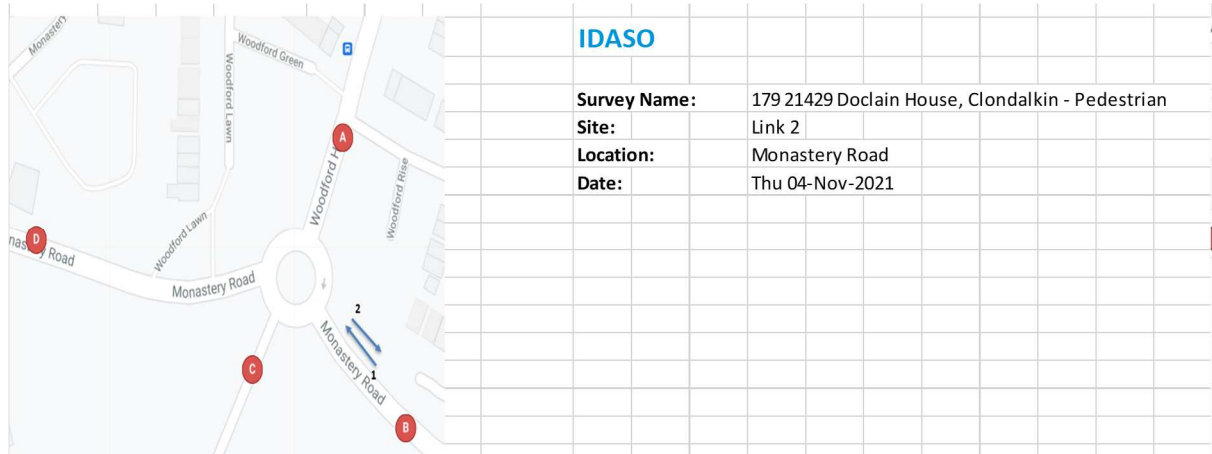 Monastery
Woodford Green
Woodford Lawn
A
Woodford H
Woodford Rise
Woodford Lawn
D
Road
Monastery Road
2
Monastery Road
1
C
B
IDASO
Survey Name: 179 21429 Doclain House, Clondalkin - Pedestrian
Site: Link 2
Location: Monastery Road
Date: Thu 04-Nov-2021